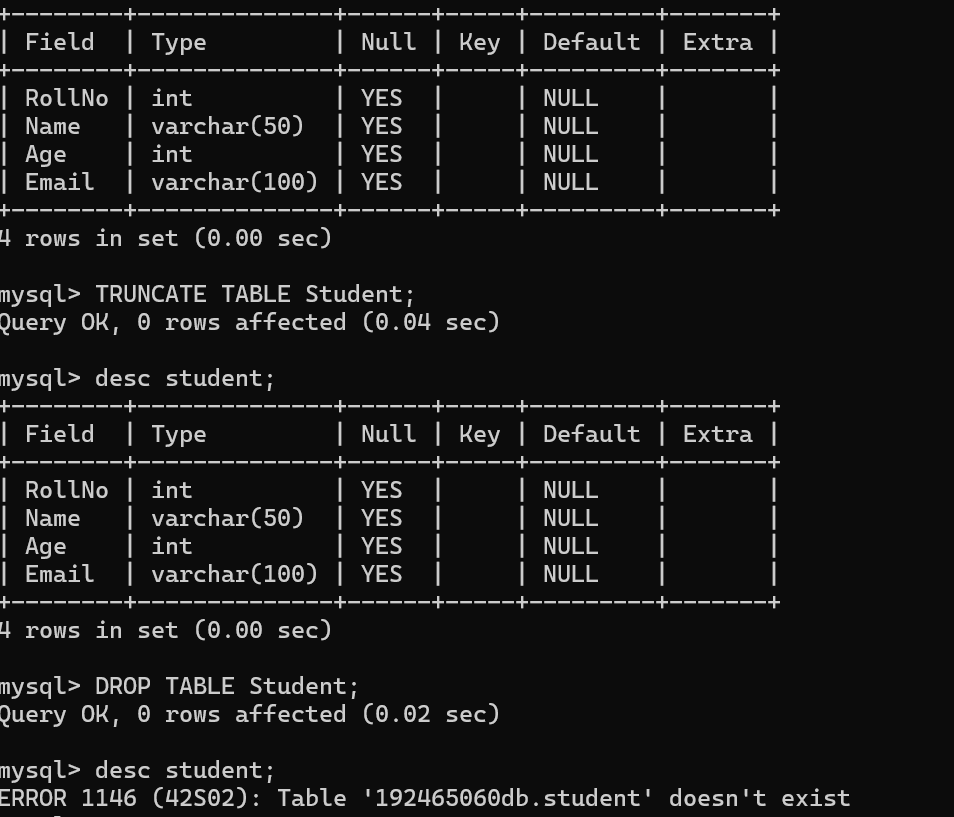 +--------+--------------+------+-----+---------+-------+
| Field  | Type         | Null | Key | Default | Extra |
+--------+--------------+------+-----+---------+-------+
| RollNo | int          | YES  |     | NULL    |       |
| Name   | varchar(50)  | YES  |     | NULL    |       |
| Age    | int          | YES  |     | NULL    |       |
| Email  | varchar(100) | YES  |     | NULL    |       |
+--------+--------------+------+-----+---------+-------+
4 rows in set (0.00 sec)

mysql> TRUNCATE TABLE Student;
Query OK, 0 rows affected (0.04 sec)

mysql> desc student;
+--------+--------------+------+-----+---------+-------+
| Field  | Type         | Null | Key | Default | Extra |
+--------+--------------+------+-----+---------+-------+
| RollNo | int          | YES  |     | NULL    |       |
| Name   | varchar(50)  | YES  |     | NULL    |       |
| Age    | int          | YES  |     | NULL    |       |
| Email  | varchar(100) | YES  |     | NULL    |       |
+--------+--------------+------+-----+---------+-------+
4 rows in set (0.00 sec)

mysql> DROP TABLE Student;
Query OK, 0 rows affected (0.02 sec)

mysql> desc student;
ERROR 1146 (42S02): Table '192465060db.student' doesn't exist